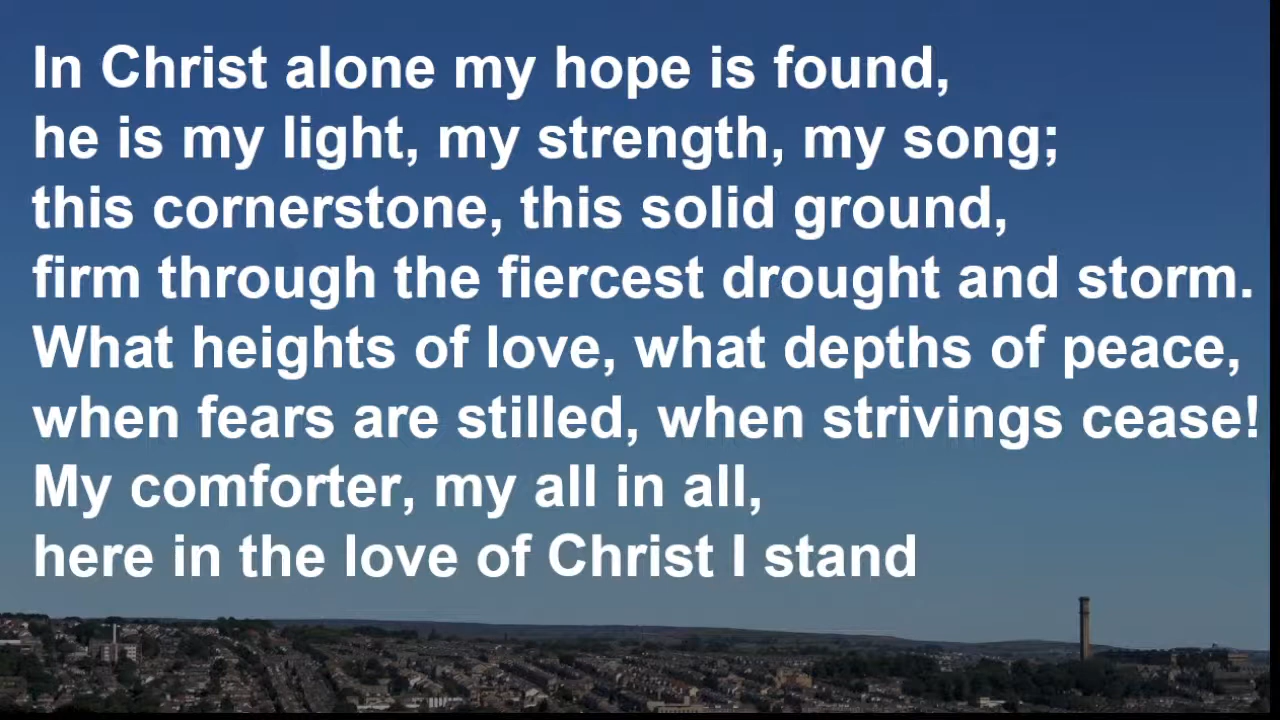 In Christ alone my hope is found,
he is my light, my strength, my song;
this cornerstone, this solid ground,
firm through the fiercest drought and storm.
What heights of love, what depths of peace,
when fears are stilled, when strivings cease!
My comforter, my all in all,
here in the love of Christ I stand